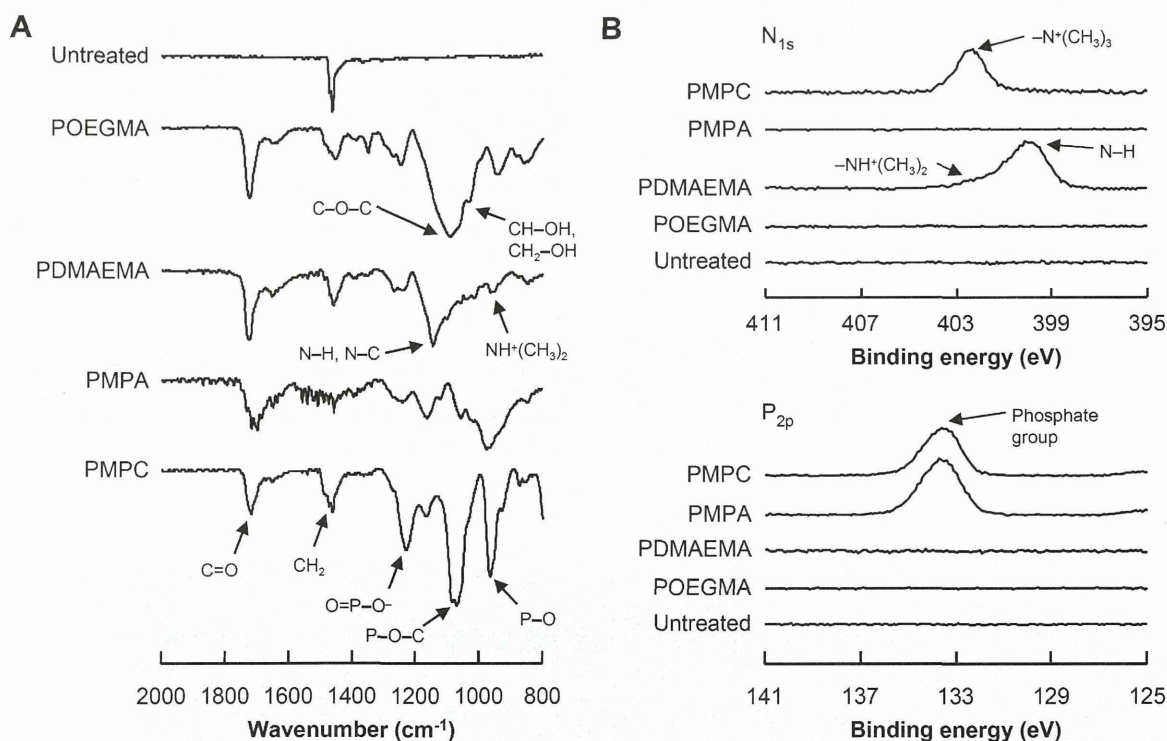 A
Untreated
POEGMA
C–O–C
CH–OH,
CH₂–OH
PDMAEMA
N–H, N–C
NH⁺(CH₃)₂
PMPA
PMPC
C=O
CH₂
O=P–O⁻
P–O–C
P–O
2000 1800 1600 1400 1200 1000 800
Wavenumber (cm⁻¹)
B
N₁s
–N⁺(CH₃)₃
PMPC
PMPA
N–H
–NH⁺(CH₃)₂
PDMAEMA
POEGMA
Untreated
411 407 403 399 395
Binding energy (eV)
P₂p
Phosphate
group
PMPC
PMPA
PDMAEMA
POEGMA
Untreated
141 137 133 129 125
Binding energy (eV)